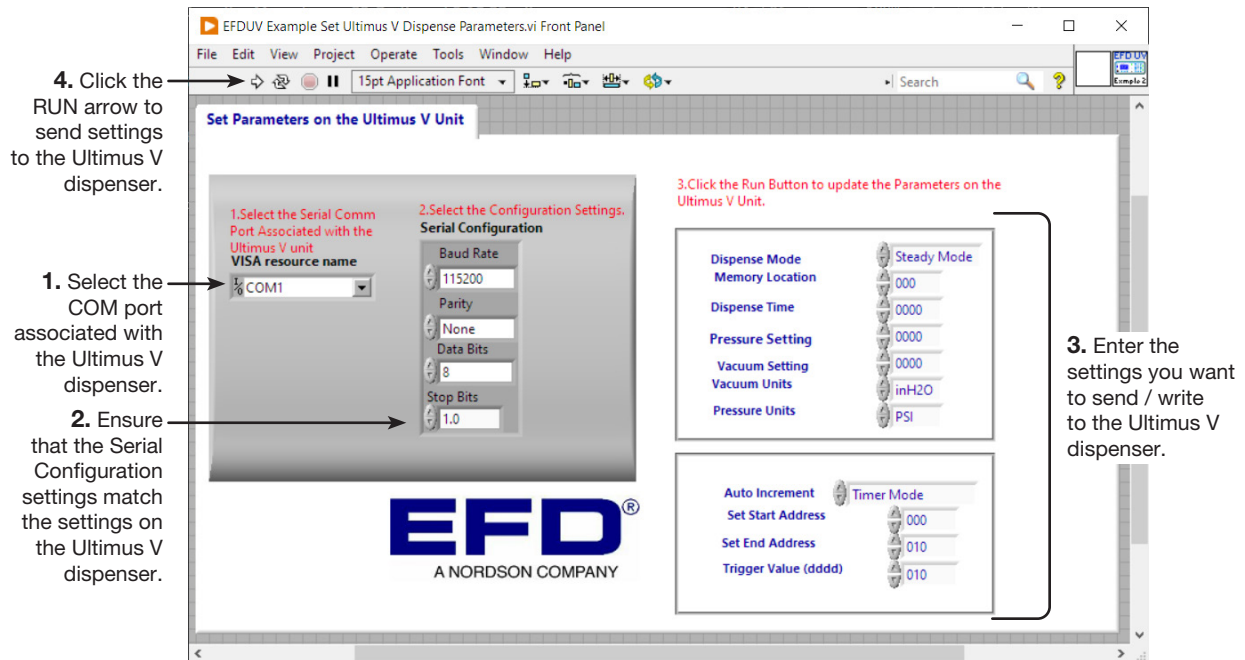 EFDUV Example Set Ultimus V Dispense Parameters.vi Front Panel
File Edit View Project Operate Tools Window Help
15pt Application Font
Search
EFD UV
Example 2
4. Click the
RUN arrow to
send settings
to the Ultimus V
dispenser.
Set Parameters on the Ultimus V Unit
1.Select the Serial Comm
Port Associated with the
Ultimus V unit
VISA resource name
COM1
2.Select the Configuration Settings.
Serial Configuration
Baud Rate
115200
Parity
None
Data Bits
8
Stop Bits
1.0
1. Select the
COM port
associated with
the Ultimus V
dispenser.
2. Ensure
that the Serial
Configuration
settings match
the settings on
the Ultimus V
dispenser.
3.Click the Run Button to update the Parameters on the
Ultimus V Unit.
Dispense Mode Steady Mode
Memory Location 000
Dispense Time 0000
Pressure Setting 0000
Vacuum Setting 0000
Vacuum Units inH2O
Pressure Units PSI
Auto Increment Timer Mode
Set Start Address 000
Set End Address 010
Trigger Value (dddd) 010
3. Enter the
settings you want
to send / write
to the Ultimus V
dispenser.
EFD®
A NORDSON COMPANY